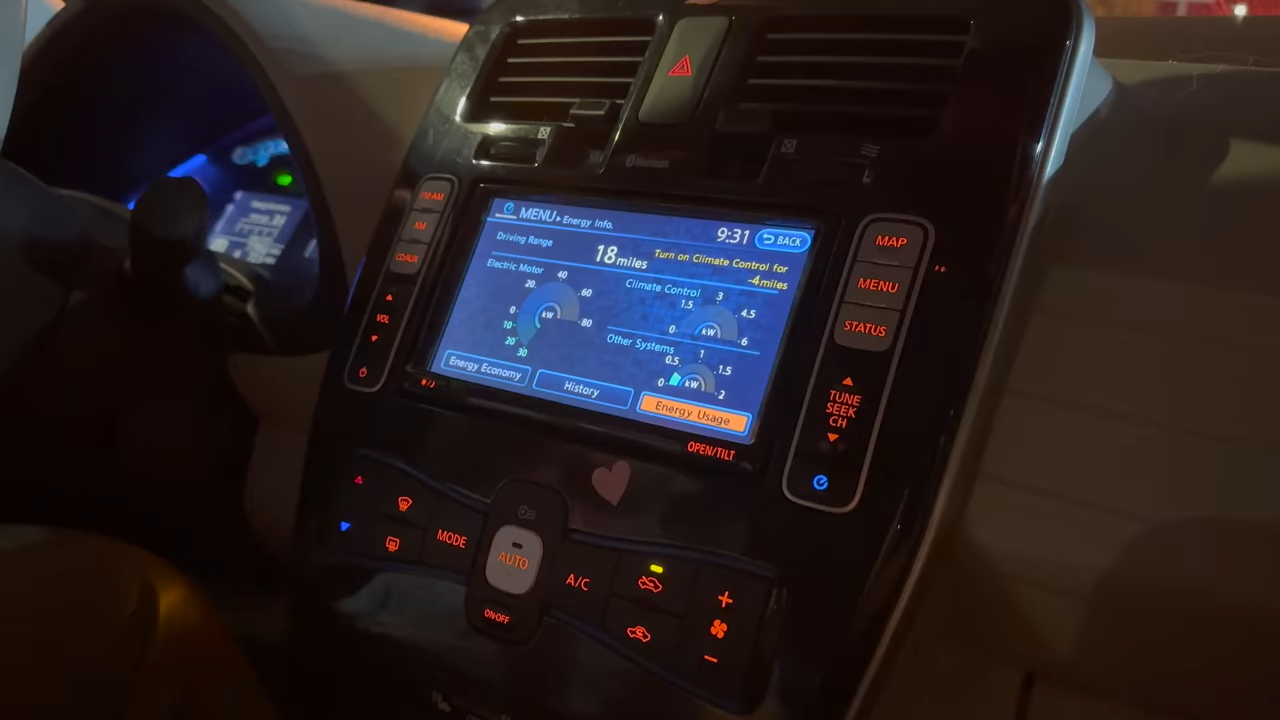 FM·AM
XM
CD·AUX
VOL
MENU ▸ Energy Info.
9:31
BACK
Driving Range
18 miles
Turn on Climate Control for
-4 miles
Electric Motor
0
20
40
60
80
10
20
30
kW
Climate Control
0
1.5
3
4.5
6
kW
Other Systems
0
0.5
1
1.5
2
kW
Energy Economy
History
Energy Usage
OPEN/TILT
MAP
MENU
STATUS
TUNE
SEEK
CH
MODE
AUTO
ON·OFF
A/C
Bluetooth